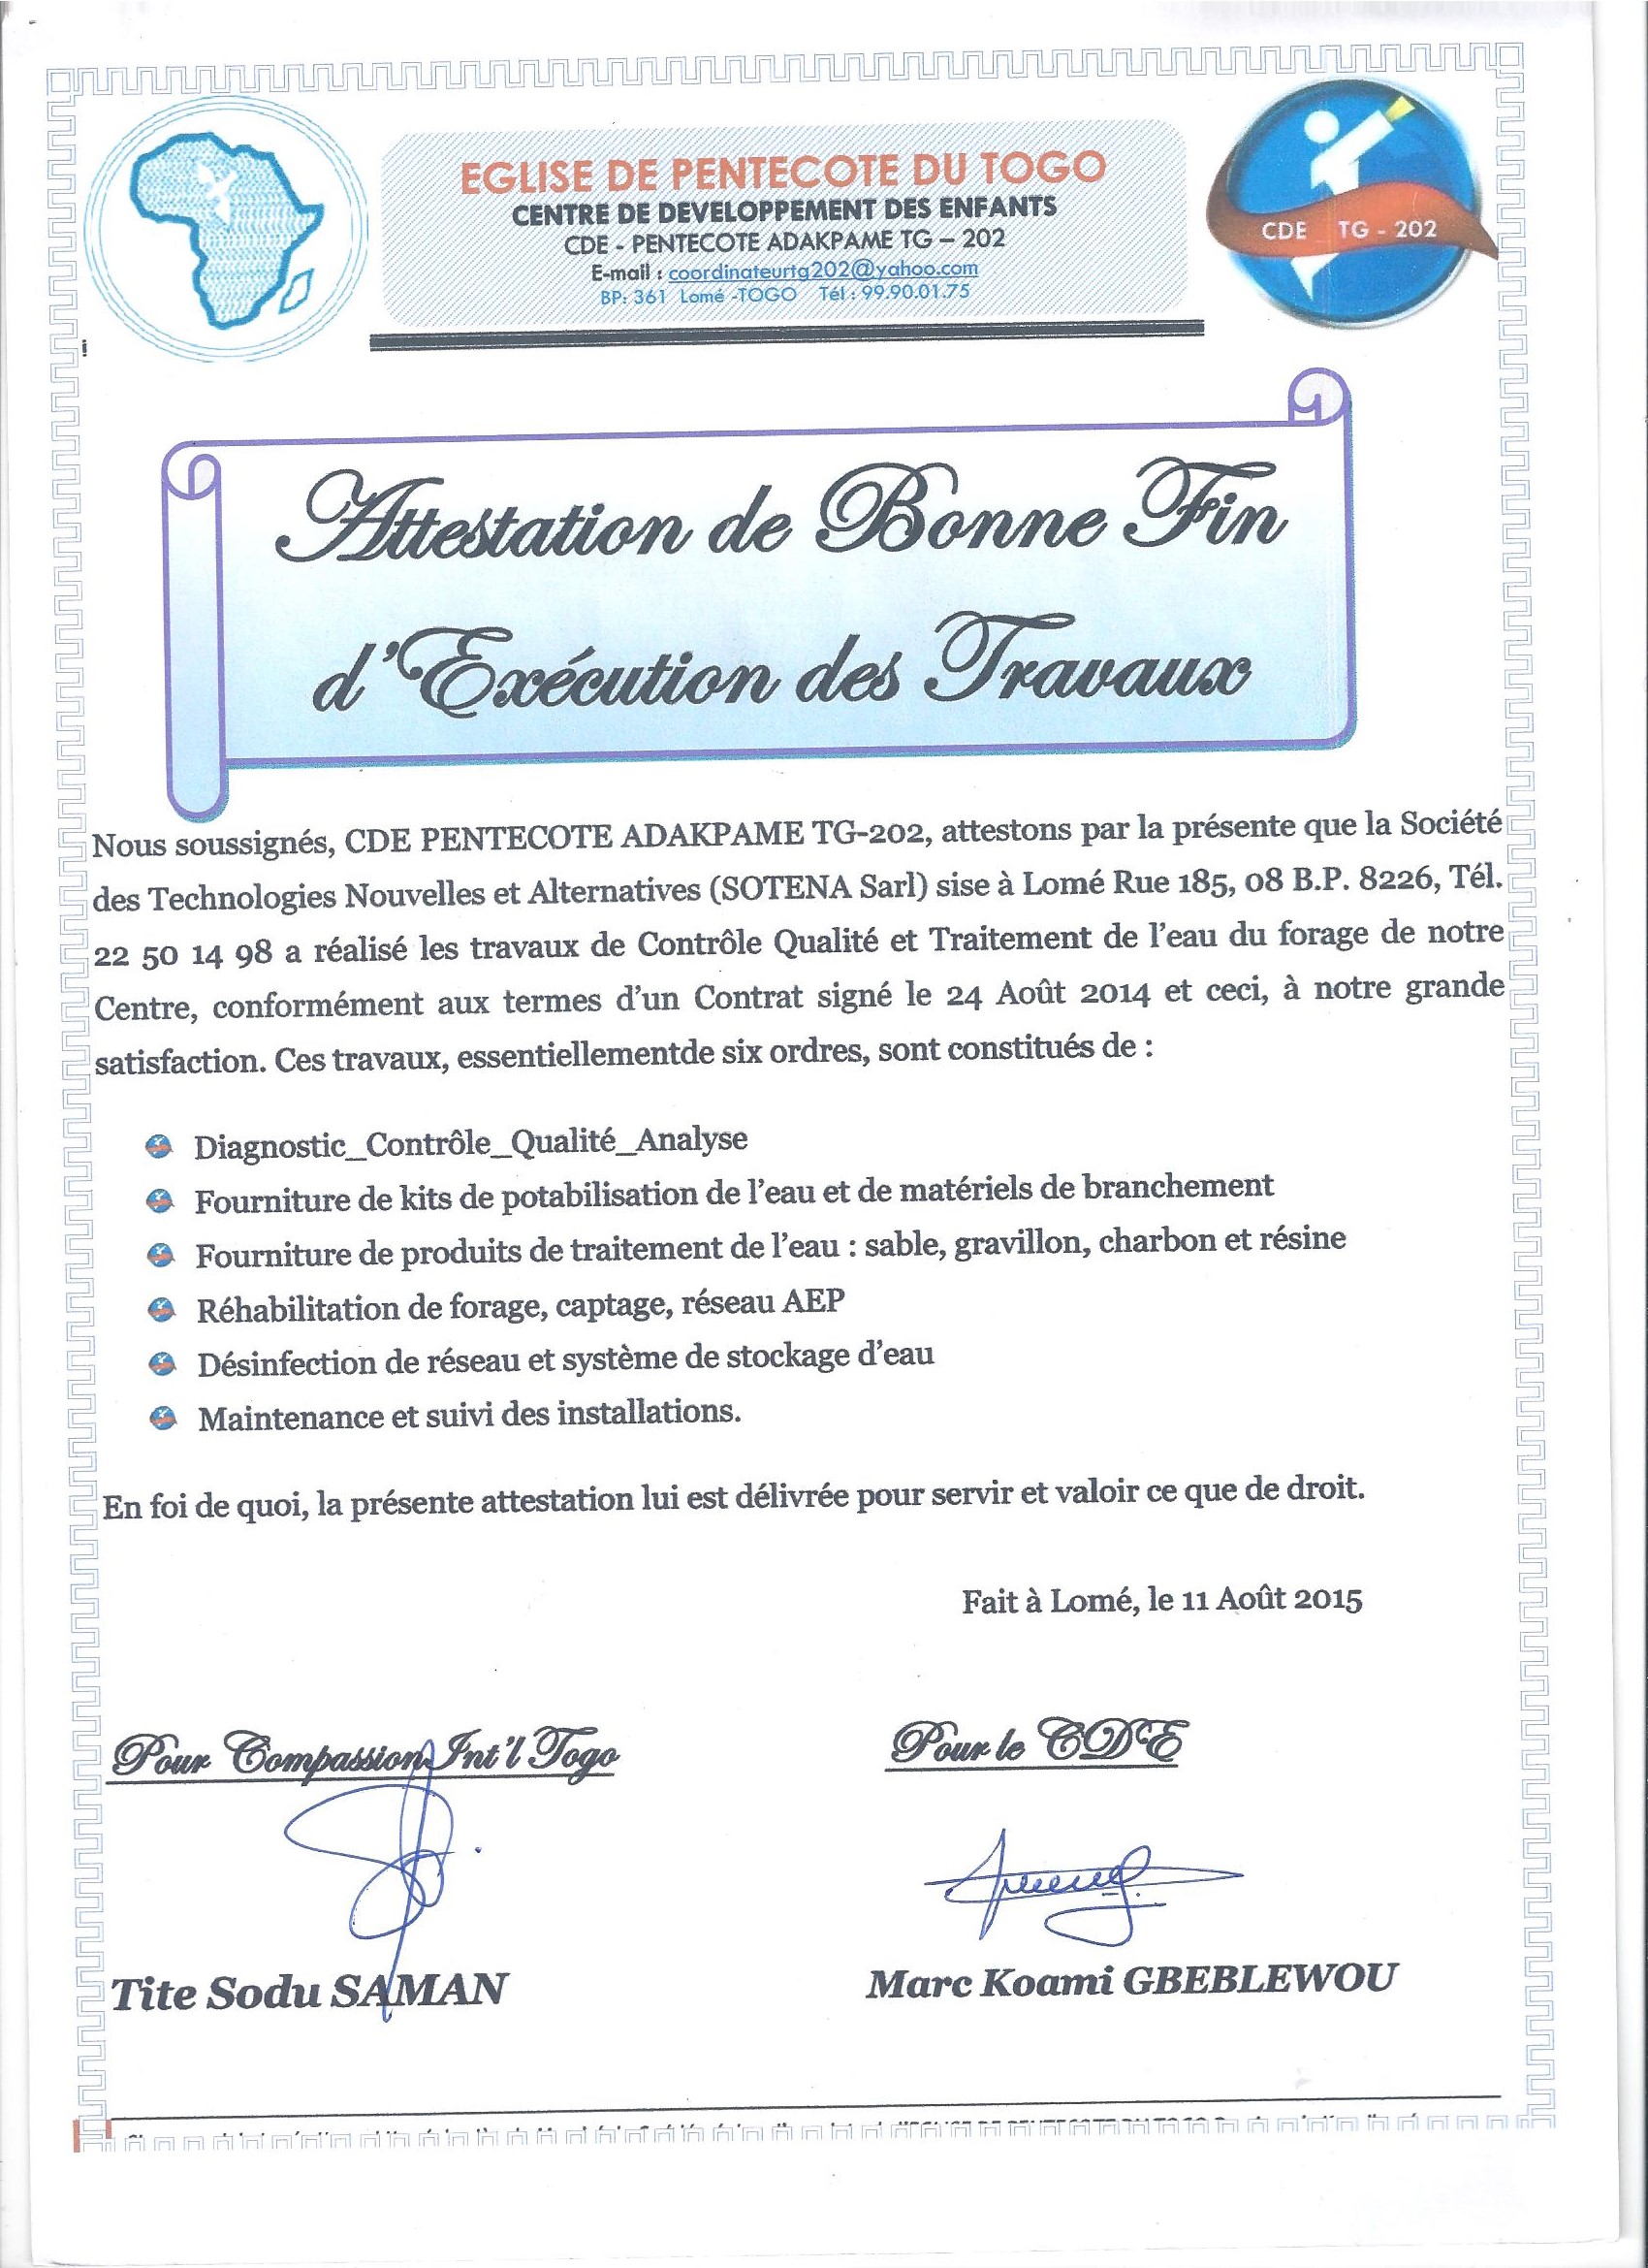 EGLISE DE PENTECOTE DU TOGO
CENTRE DE DEVELOPPEMENT DES ENFANTS
CDE - PENTECOTE ADAKPAME TG – 202
E-mail : coordinateurtg202@yahoo.com
BP: 361 Lomé -TOGO Tél : 99.90.01.75
CDE TG - 202
Attestation de Bonne Fin
d'Exécution des Travaux
Nous soussignés, CDE PENTECOTE ADAKPAME TG-202, attestons par la présente que la Société
des Technologies Nouvelles et Alternatives (SOTENA Sarl) sise à Lomé Rue 185, 08 B.P. 8226, Tél.
22 50 14 98 a réalisé les travaux de Contrôle Qualité et Traitement de l'eau du forage de notre
Centre, conformément aux termes d'un Contrat signé le 24 Août 2014 et ceci, à notre grande
satisfaction. Ces travaux, essentiellementde six ordres, sont constitués de :
Diagnostic_Contrôle_Qualité_Analyse
Fourniture de kits de potabilisation de l'eau et de matériels de branchement
Fourniture de produits de traitement de l'eau : sable, gravillon, charbon et résine
Réhabilitation de forage, captage, réseau AEP
Désinfection de réseau et système de stockage d'eau
Maintenance et suivi des installations.
En foi de quoi, la présente attestation lui est délivrée pour servir et valoir ce que de droit.
Fait à Lomé, le 11 Août 2015
Pour Compassion Int'l Togo
Pour le CDE
Tite Sodu SAMAN
Marc Koami GBEBLEWOU